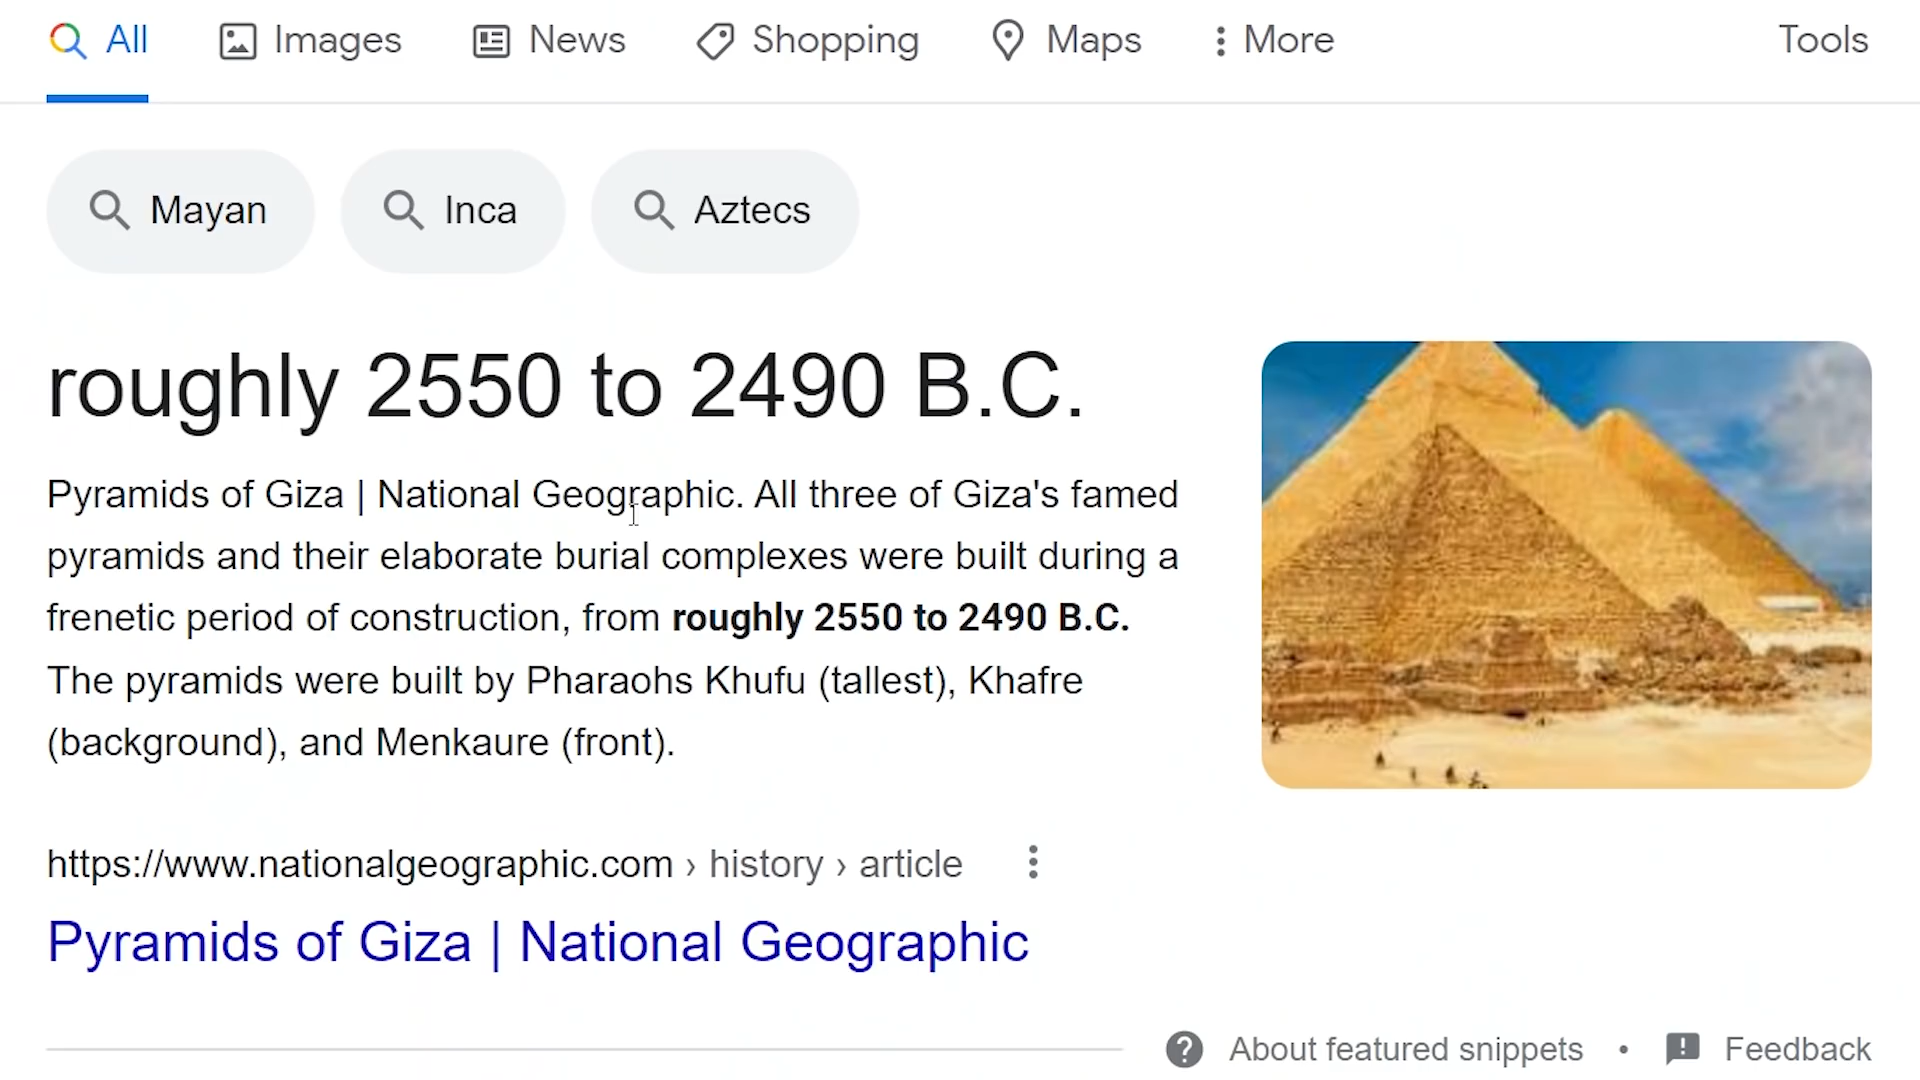 All Images News Shopping Maps More Tools
Mayan Inca Aztecs
roughly 2550 to 2490 B.C.
Pyramids of Giza | National Geographic. All three of Giza's famed
pyramids and their elaborate burial complexes were built during a
frenetic period of construction, from roughly 2550 to 2490 B.C.
The pyramids were built by Pharaohs Khufu (tallest), Khafre
(background), and Menkaure (front).
https://www.nationalgeographic.com › history › article
Pyramids of Giza | National Geographic
About featured snippets • Feedback